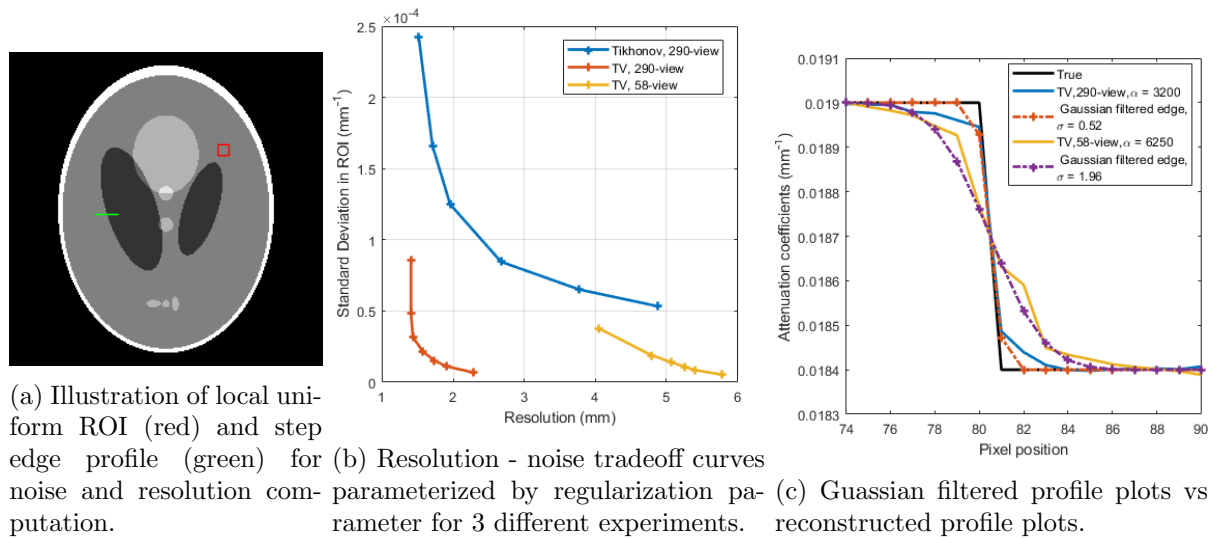 ×10⁻⁴
2.5
2
1.5
1
0.5
0
Standard Deviation in ROI (mm⁻¹)
Tikhonov, 290-view
TV, 290-view
TV, 58-view
1 2 3 4 5 6
Resolution (mm)
0.0191
0.019
0.0189
0.0188
0.0187
0.0186
0.0185
0.0184
0.0183
Attenuation coefficients (mm⁻¹)
True
TV,290-view,α = 3200
Gaussian filtered edge,
σ = 0.52
TV,58-view,α = 6250
Gaussian filtered edge,
σ = 1.96
74 76 78 80 82 84 86 88 90
Pixel position
(a) Illustration of local uni-
form ROI (red) and step
edge profile (green) for
noise and resolution com-
putation.
(b) Resolution - noise tradeoff curves
parameterized by regularization pa-
rameter for 3 different experiments.
(c) Guassian filtered profile plots vs
reconstructed profile plots.